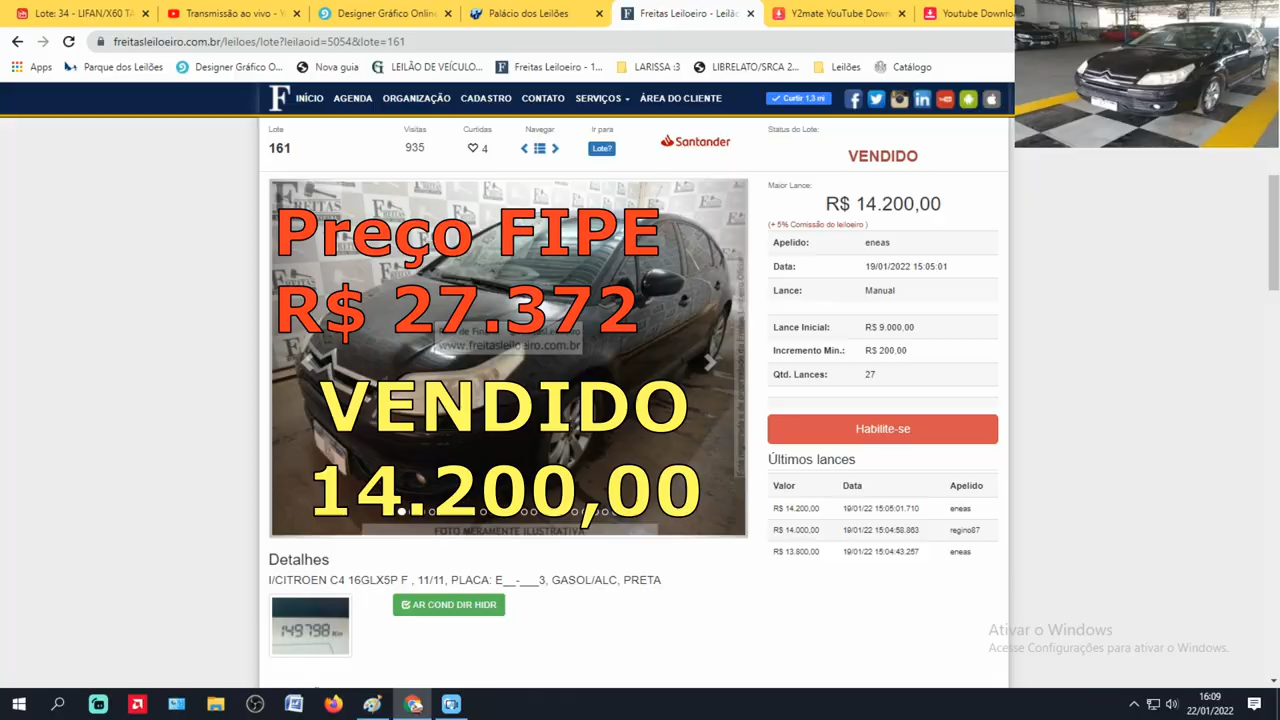 Lote: 34 - LIFAN/X60 TA
Transmissão ao vivo - Y
Designer Gráfico Online
Palácio dos Leilões
Freitas Leiloeiro - Leilã
Y2mate YouTube Down
Youtube Downlo
freitasleiloeiro.com.br/leiloes/lote?leilaoid=5054&lote=161
Apps
Parque dos Leilões
Designer Gráfico O...
Nova guia
LEILÃO DE VEÍCULO...
Freitas Leiloeiro - 1...
LARISSA :3
LIBRELATO/SRCA 2...
Leilões
Catálogo
INÍCIO AGENDA ORGANIZAÇÃO CADASTRO CONTATO SERVIÇOS ÁREA DO CLIENTE
Curtir 1,3 mi
Lote
161
Visitas
935
Curtidas
4
Navegar
Ir para
Lote?
Santander
Status do Lote:
VENDIDO
Maior Lance:
R$ 14.200,00
(+ 5% Comissão do leiloeiro )
Apelido: eneas
Data: 19/01/2022 15:05:01
Lance: Manual
Lance Inicial: R$ 9.000,00
Incremento Min.: R$ 200,00
Qtd. Lances: 27
Habilite-se
Últimos lances
Valor Data Apelido
R$ 14.200,00 19/01/22 15:05:01.710 eneas
R$ 14.000,00 19/01/22 15:04:58.863 regino87
R$ 13.800,00 19/01/22 15:04:43.257 eneas
Preço FIPE
R$ 27.372
www.freitasleiloeiro.com.br
VENDIDO
14.200,00
FOTO MERAMENTE ILUSTRATIVA
Detalhes
I/CITROEN C4 16GLX5P F , 11/11, PLACA: E__-___3, GASOL/ALC, PRETA
149798
AR COND DIR HIDR
Ativar o Windows
Acesse Configurações para ativar o Windows.
16:09
22/01/2022